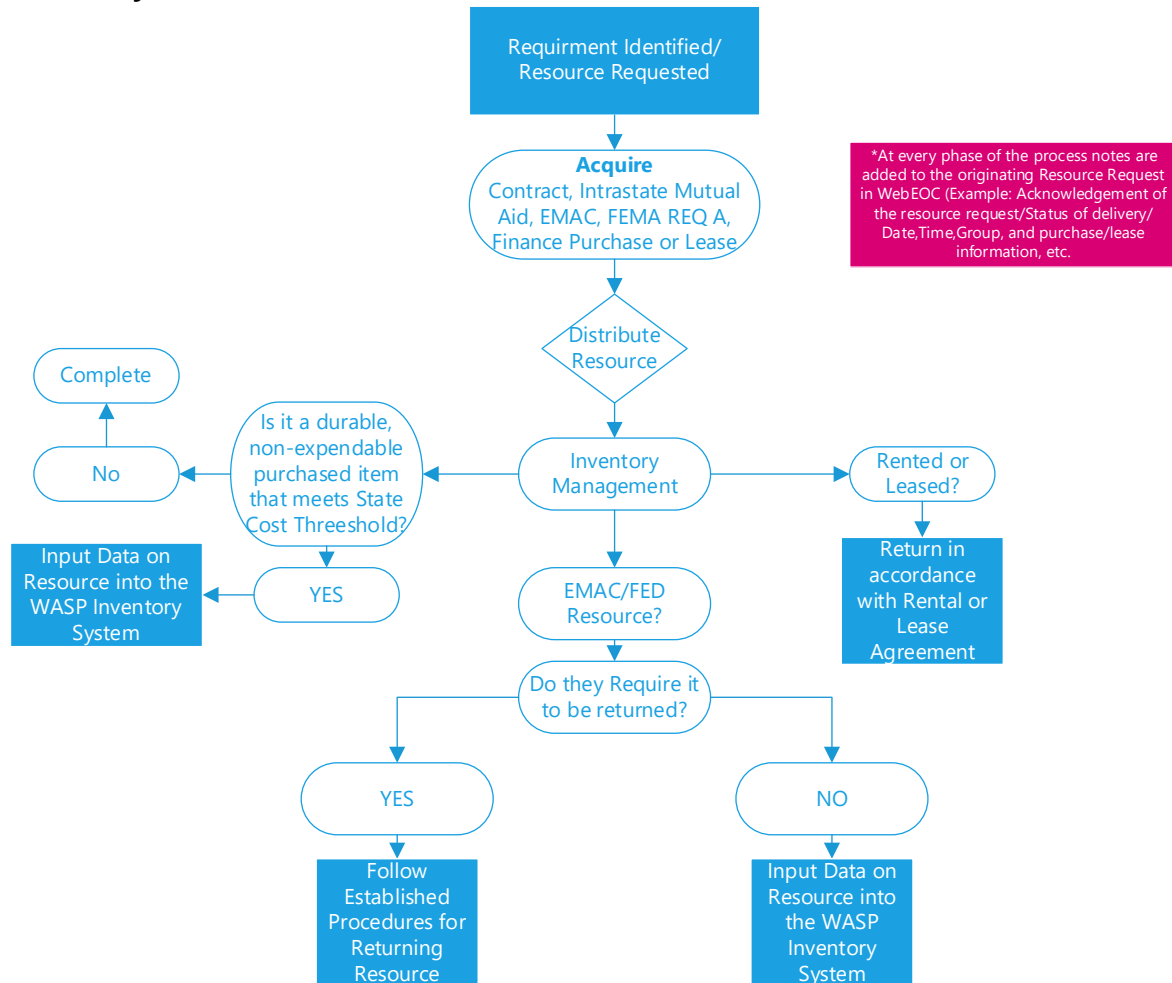 Requirment Identified/
Resource Requested
Acquire
Contract, Intrastate Mutual
Aid, EMAC, FEMA REQ A,
Finance Purchase or Lease
*At every phase of the process notes are
added to the originating Resource Request
in WebEOC (Example: Acknowledgement of
the resource request/Status of delivery/
Date,Time,Group, and purchase/lease
information, etc.
Distribute
Resource
Complete
Is it a durable,
non-expendable
purchased item
that meets State
Cost Threeshold?
No
Inventory
Management
Rented or
Leased?
Input Data on
Resource into the
WASP Inventory
System
YES
EMAC/FED
Resource?
Return in
accordance
with Rental or
Lease
Agreement
Do they Require it
to be returned?
YES
NO
Follow
Established
Procedures for
Returning
Resource
Input Data on
Resource into
the WASP
Inventory
System